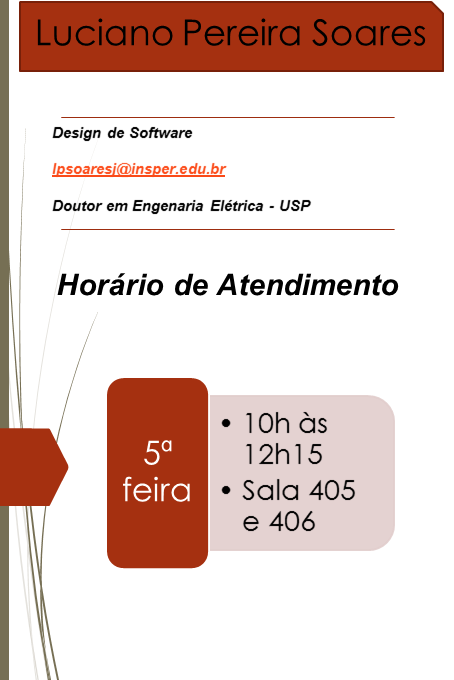 Luciano Pereira Soares
Design de Software
lpsoaresj@insper.edu.br
Doutor em Engenaria Elétrica - USP
Horário de Atendimento
5ª
feira
• 10h às
12h15
• Sala 405
e 406